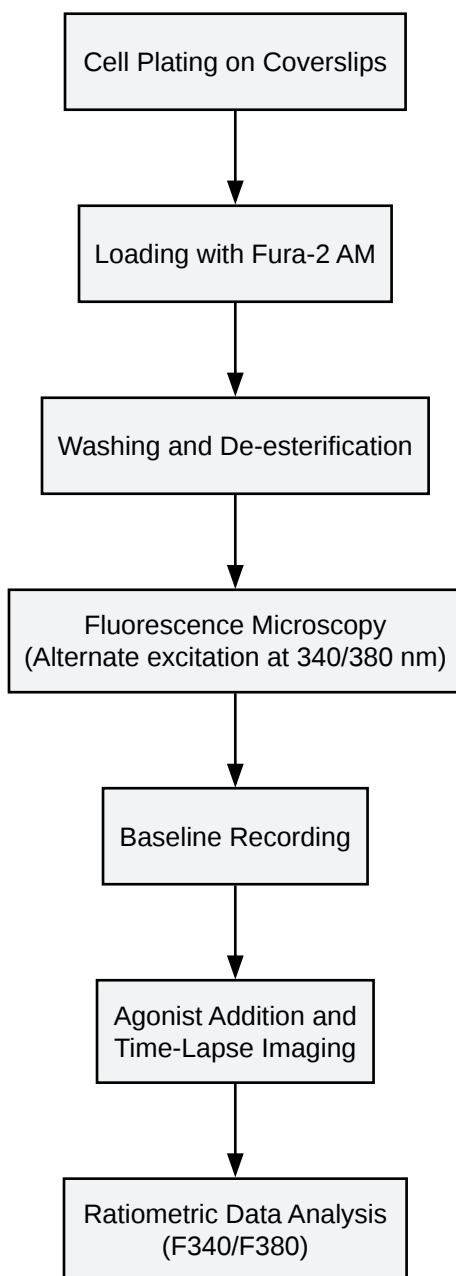 Cell Plating on Coverslips
Loading with Fura-2 AM
Washing and De-esterification
Fluorescence Microscopy
(Alternate excitation at 340/380 nm)
Baseline Recording
Agonist Addition and
Time-Lapse Imaging
Ratiometric Data Analysis
(F340/F380)